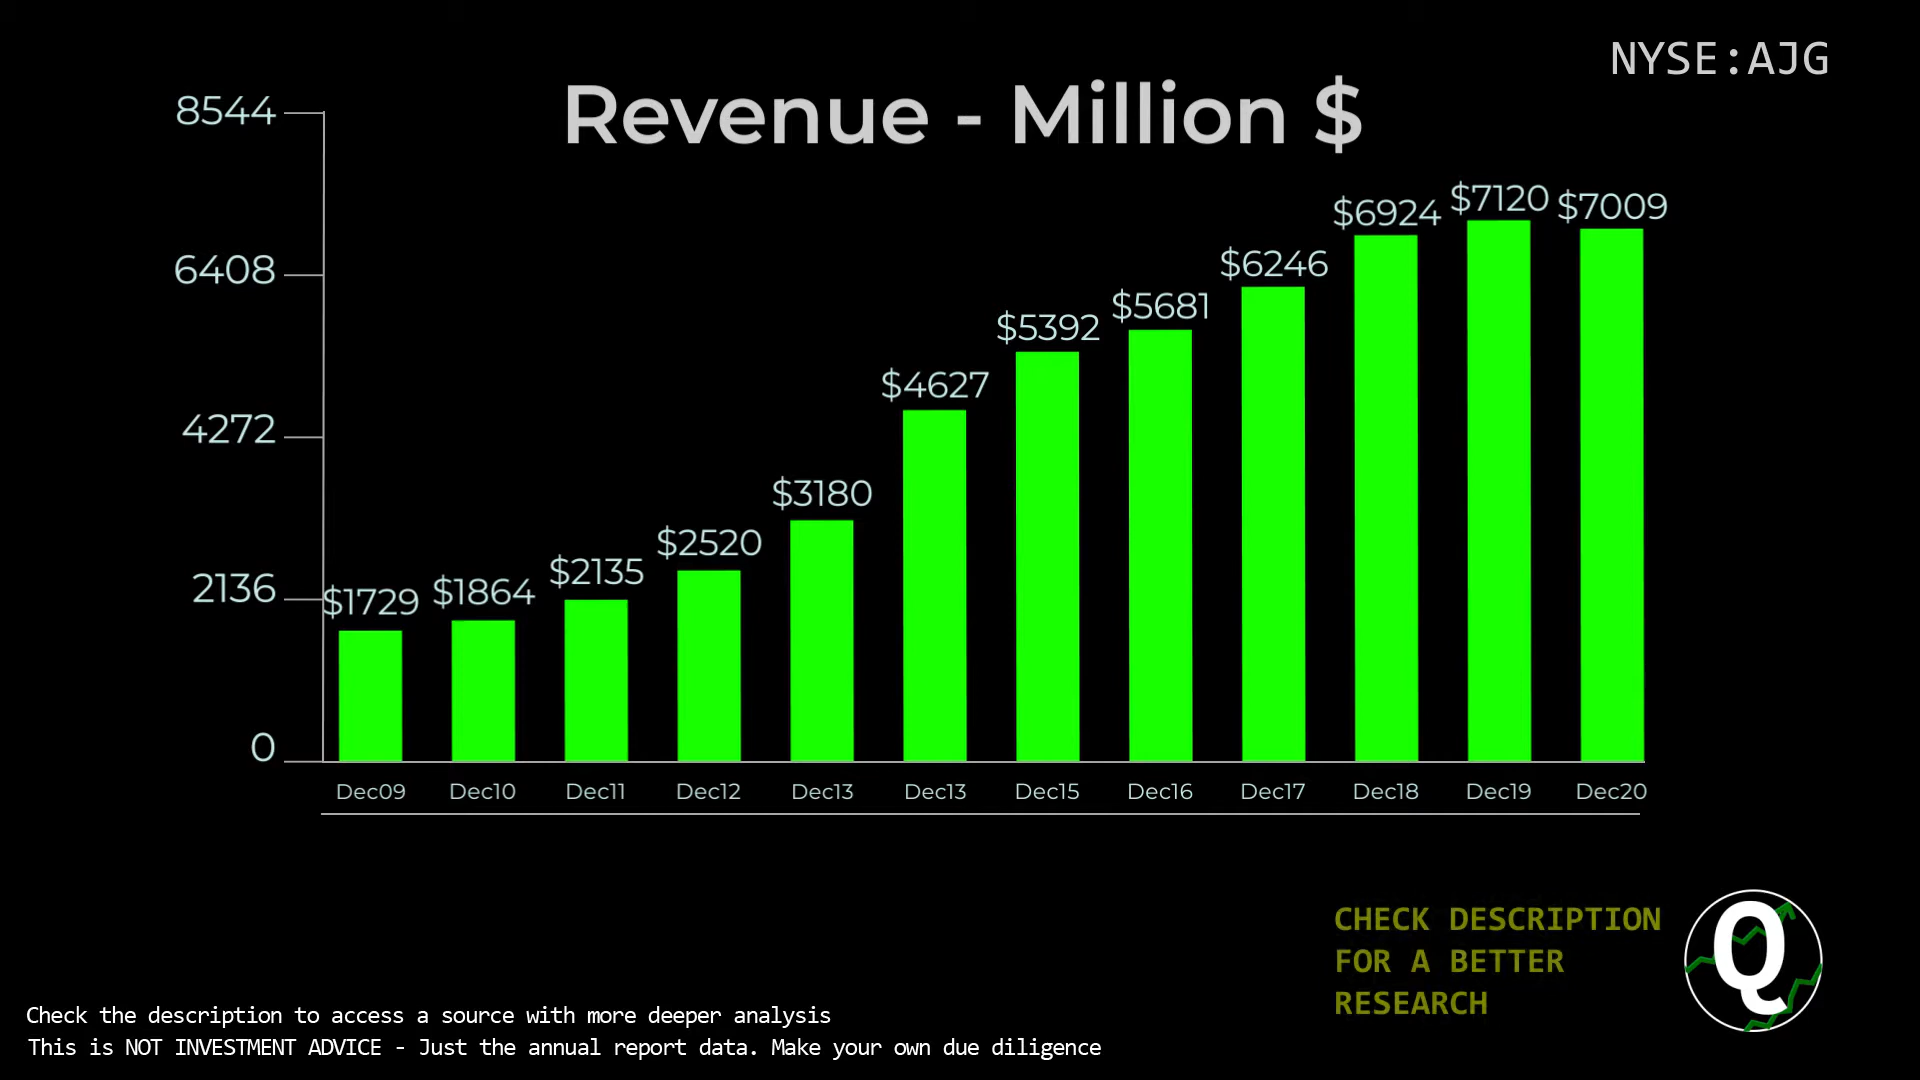 NYSE:AJG
Revenue - Million $
8544
6408
4272
2136
0
$1729
$1864
$2135
$2520
$3180
$4627
$5392
$5681
$6246
$6924
$7120
$7009
Dec09 Dec10 Dec11 Dec12 Dec13 Dec13 Dec15 Dec16 Dec17 Dec18 Dec19 Dec20
CHECK DESCRIPTION
FOR A BETTER
RESEARCH
Q
Check the description to access a source with more deeper analysis
This is NOT INVESTMENT ADVICE - Just the annual report data. Make your own due diligence